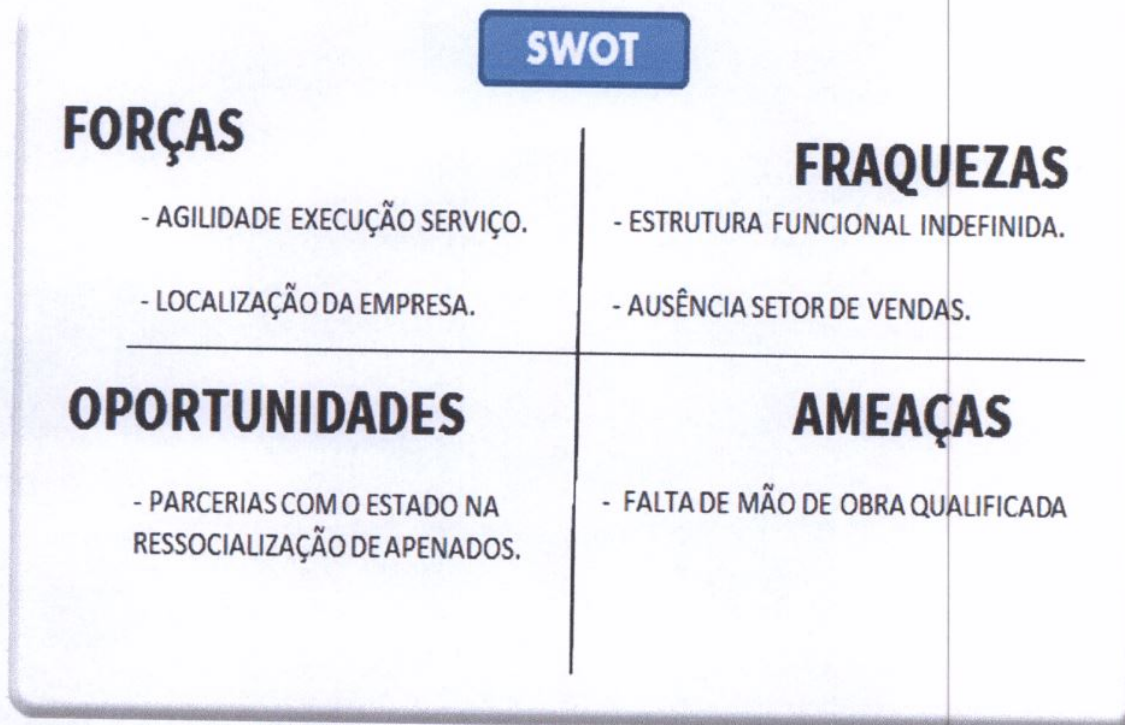 SWOT
FORÇAS
- AGILIDADE EXECUÇÃO SERVIÇO.
- LOCALIZAÇÃO DA EMPRESA.
FRAQUEZAS
- ESTRUTURA FUNCIONAL INDEFINIDA.
- AUSÊNCIA SETOR DE VENDAS.
OPORTUNIDADES
- PARCERIAS COM O ESTADO NA
RESSOCIALIZAÇÃO DE APENADOS.
AMEAÇAS
- FALTA DE MÃO DE OBRA QUALIFICADA